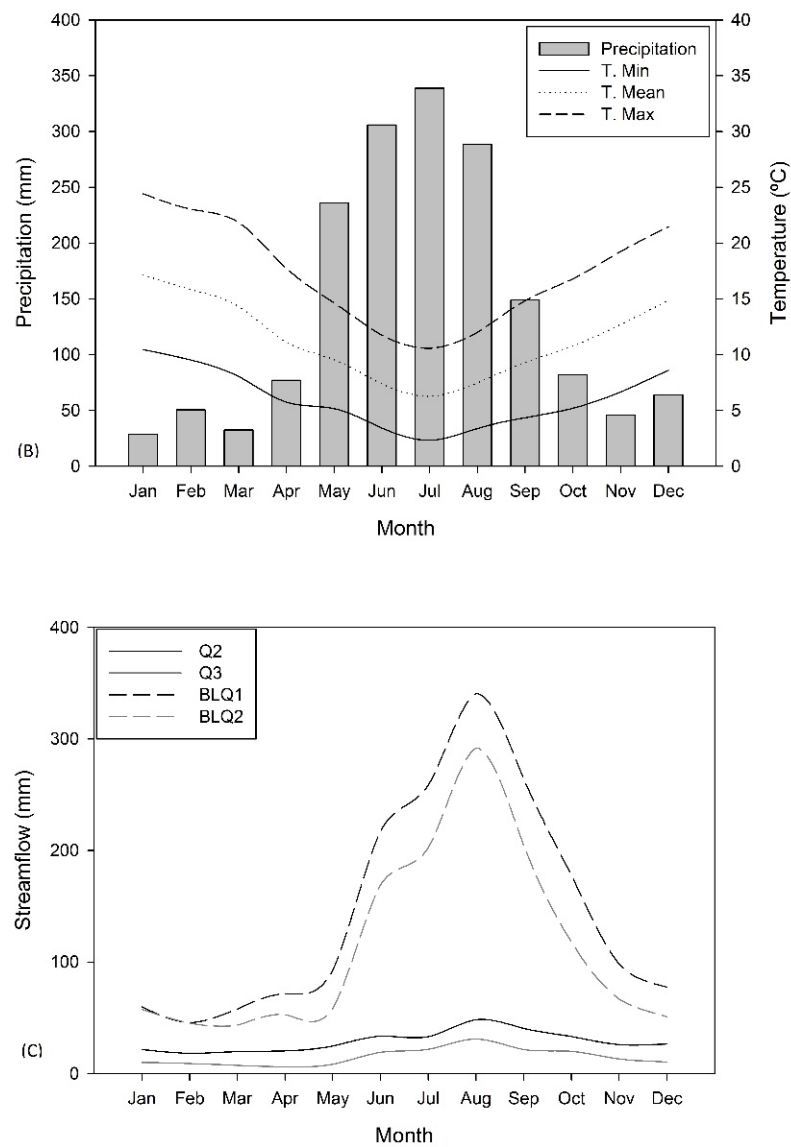 400
350
300
250
200
150
100
50
0
Precipitation (mm)
40
35
30
25
20
15
10
5
0
Temperature (ºC)
Precipitation
T. Min
T. Mean
T. Max
(B)
Jan Feb Mar Apr May Jun Jul Aug Sep Oct Nov Dec
Month
400
300
200
100
0
Streamflow (mm)
Q2
Q3
BLQ1
BLQ2
(C)
Jan Feb Mar Apr May Jun Jul Aug Sep Oct Nov Dec
Month